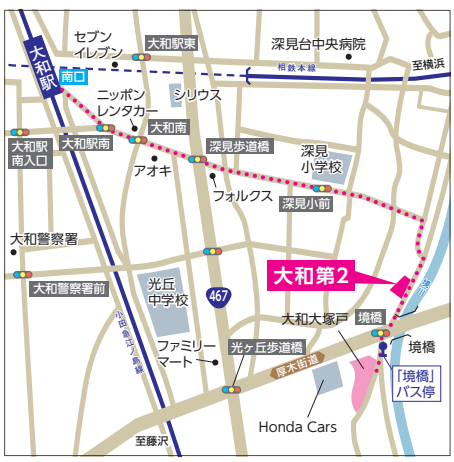 セブン
イレブン
大和駅東
深見台中央病院
相鉄本線
至横浜
大和駅
南口
ニッポン
レンタカー
シリウス
大和駅
南入口
大和駅南
大和南
アオキ
深見歩道橋
フォルクス
深見
小学校
深見小前
大和警察署
大和警察署前
光丘
中学校
467
大和第2
小田急江ノ島線
ファミリー
マート
光ヶ丘歩道橋
大和大塚戸
境橋
境橋
厚木街道
「境橋」
バス停
Honda Cars
至藤沢